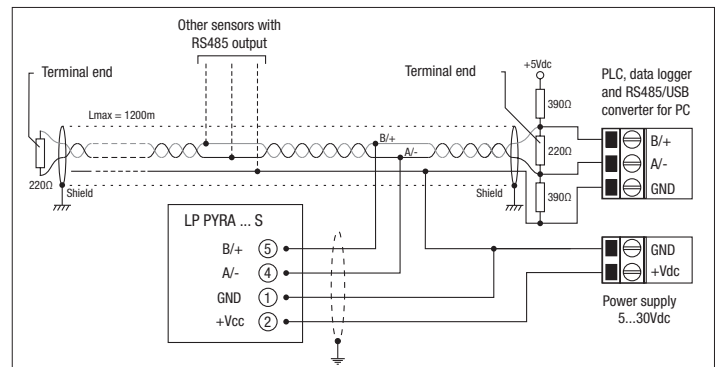 Other sensors with
RS485 output
Terminal end
Terminal end
+5Vdc
PLC, data logger
and RS485/USB
converter for PC
Lmax = 1200m
390Ω
B/+
B/+
220Ω
A/-
A/-
220Ω
Shield
Shield
390Ω
GND
LP PYRA ... S
B/+ 5
A/- 4
GND 1
+Vcc 2
GND
+Vdc
Power supply
5...30Vdc